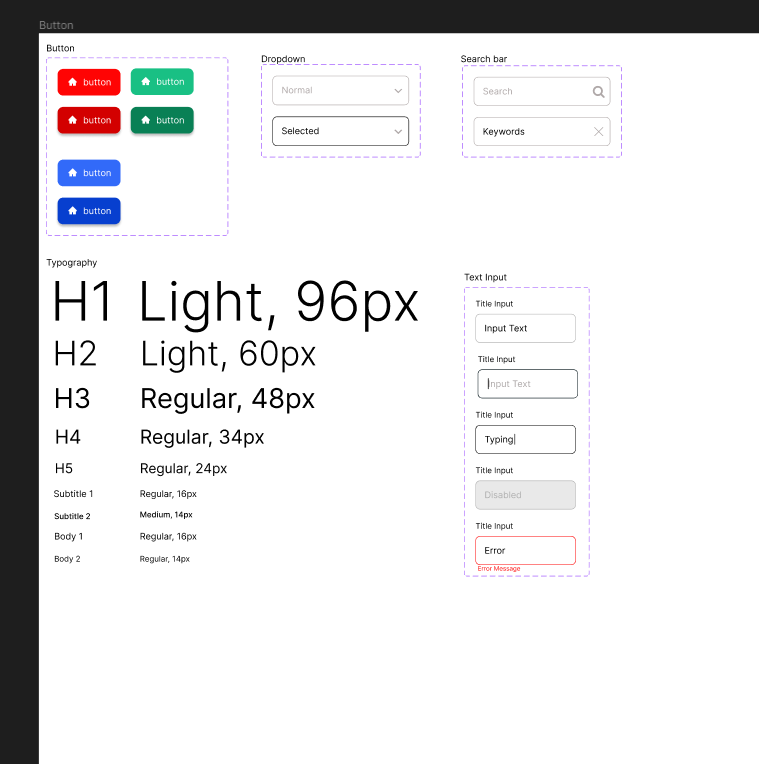 Button
Button
button
button
button
button
button
button
Dropdown
Normal
Selected
Search bar
Search
Keywords
Typography
H1 Light, 96px
H2 Light, 60px
H3 Regular, 48px
H4 Regular, 34px
H5 Regular, 24px
Subtitle 1 Regular, 16px
Subtitle 2 Medium, 14px
Body 1 Regular, 16px
Body 2 Regular, 14px
Text Input
Title Input
Input Text
Title Input
Input Text
Title Input
Typing|
Title Input
Disabled
Title Input
Error
Error Message